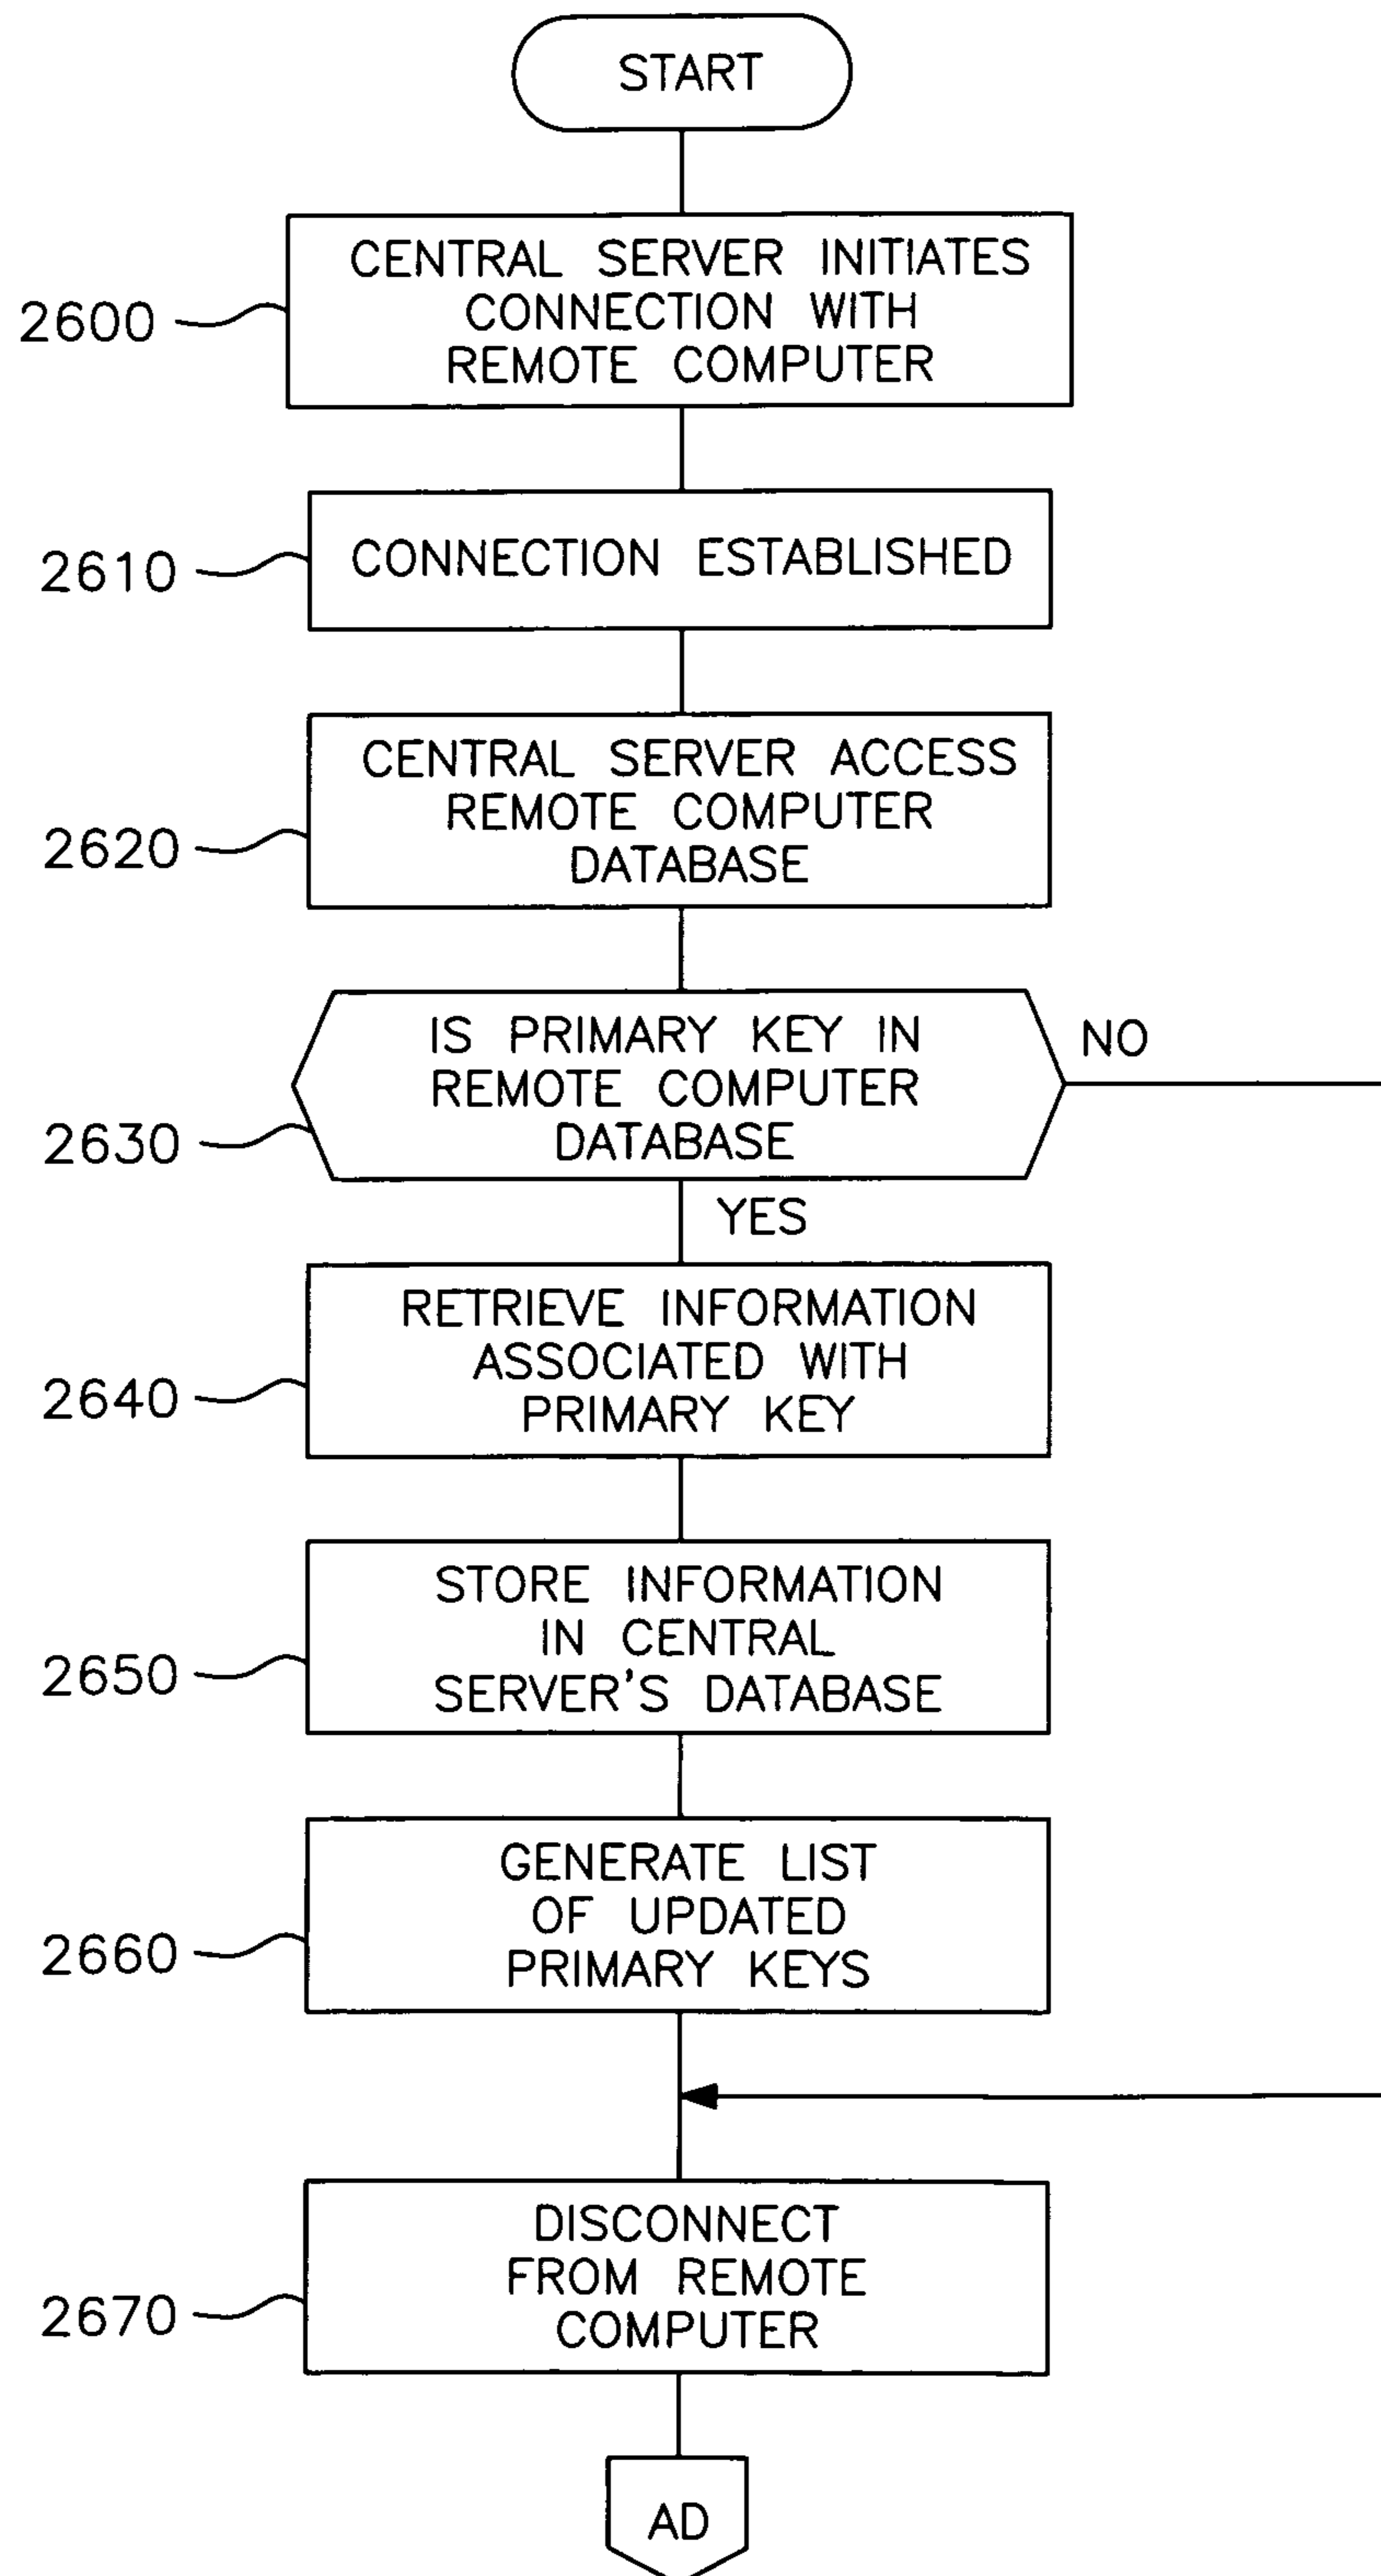 START
CENTRAL SERVER INITIATES
CONNECTION WITH
REMOTE COMPUTER
2600
CONNECTION ESTABLISHED
2610
CENTRAL SERVER ACCESS
REMOTE COMPUTER
DATABASE
2620
IS PRIMARY KEY IN
REMOTE COMPUTER
DATABASE
NO
2630
YES
RETRIEVE INFORMATION
ASSOCIATED WITH
PRIMARY KEY
2640
STORE INFORMATION
IN CENTRAL
SERVER'S DATABASE
2650
GENERATE LIST
OF UPDATED
PRIMARY KEYS
2660
DISCONNECT
FROM REMOTE
COMPUTER
2670
AD